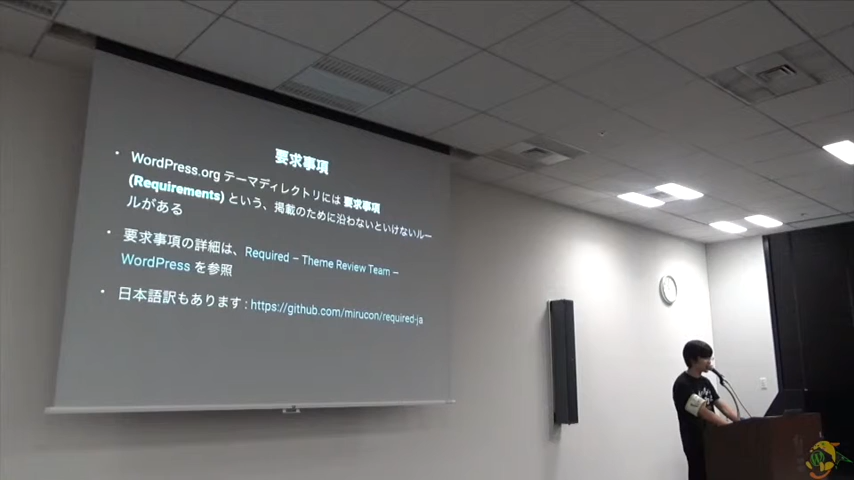 要求事項
• WordPress.org テーマディレクトリには 要求事項
(Requirements) という、掲載のために沿わないといけないルー
ルがある
• 要求事項の詳細は、Required – Theme Review Team –
WordPress を参照
• 日本語訳もあります : https://github.com/mirucon/required-ja